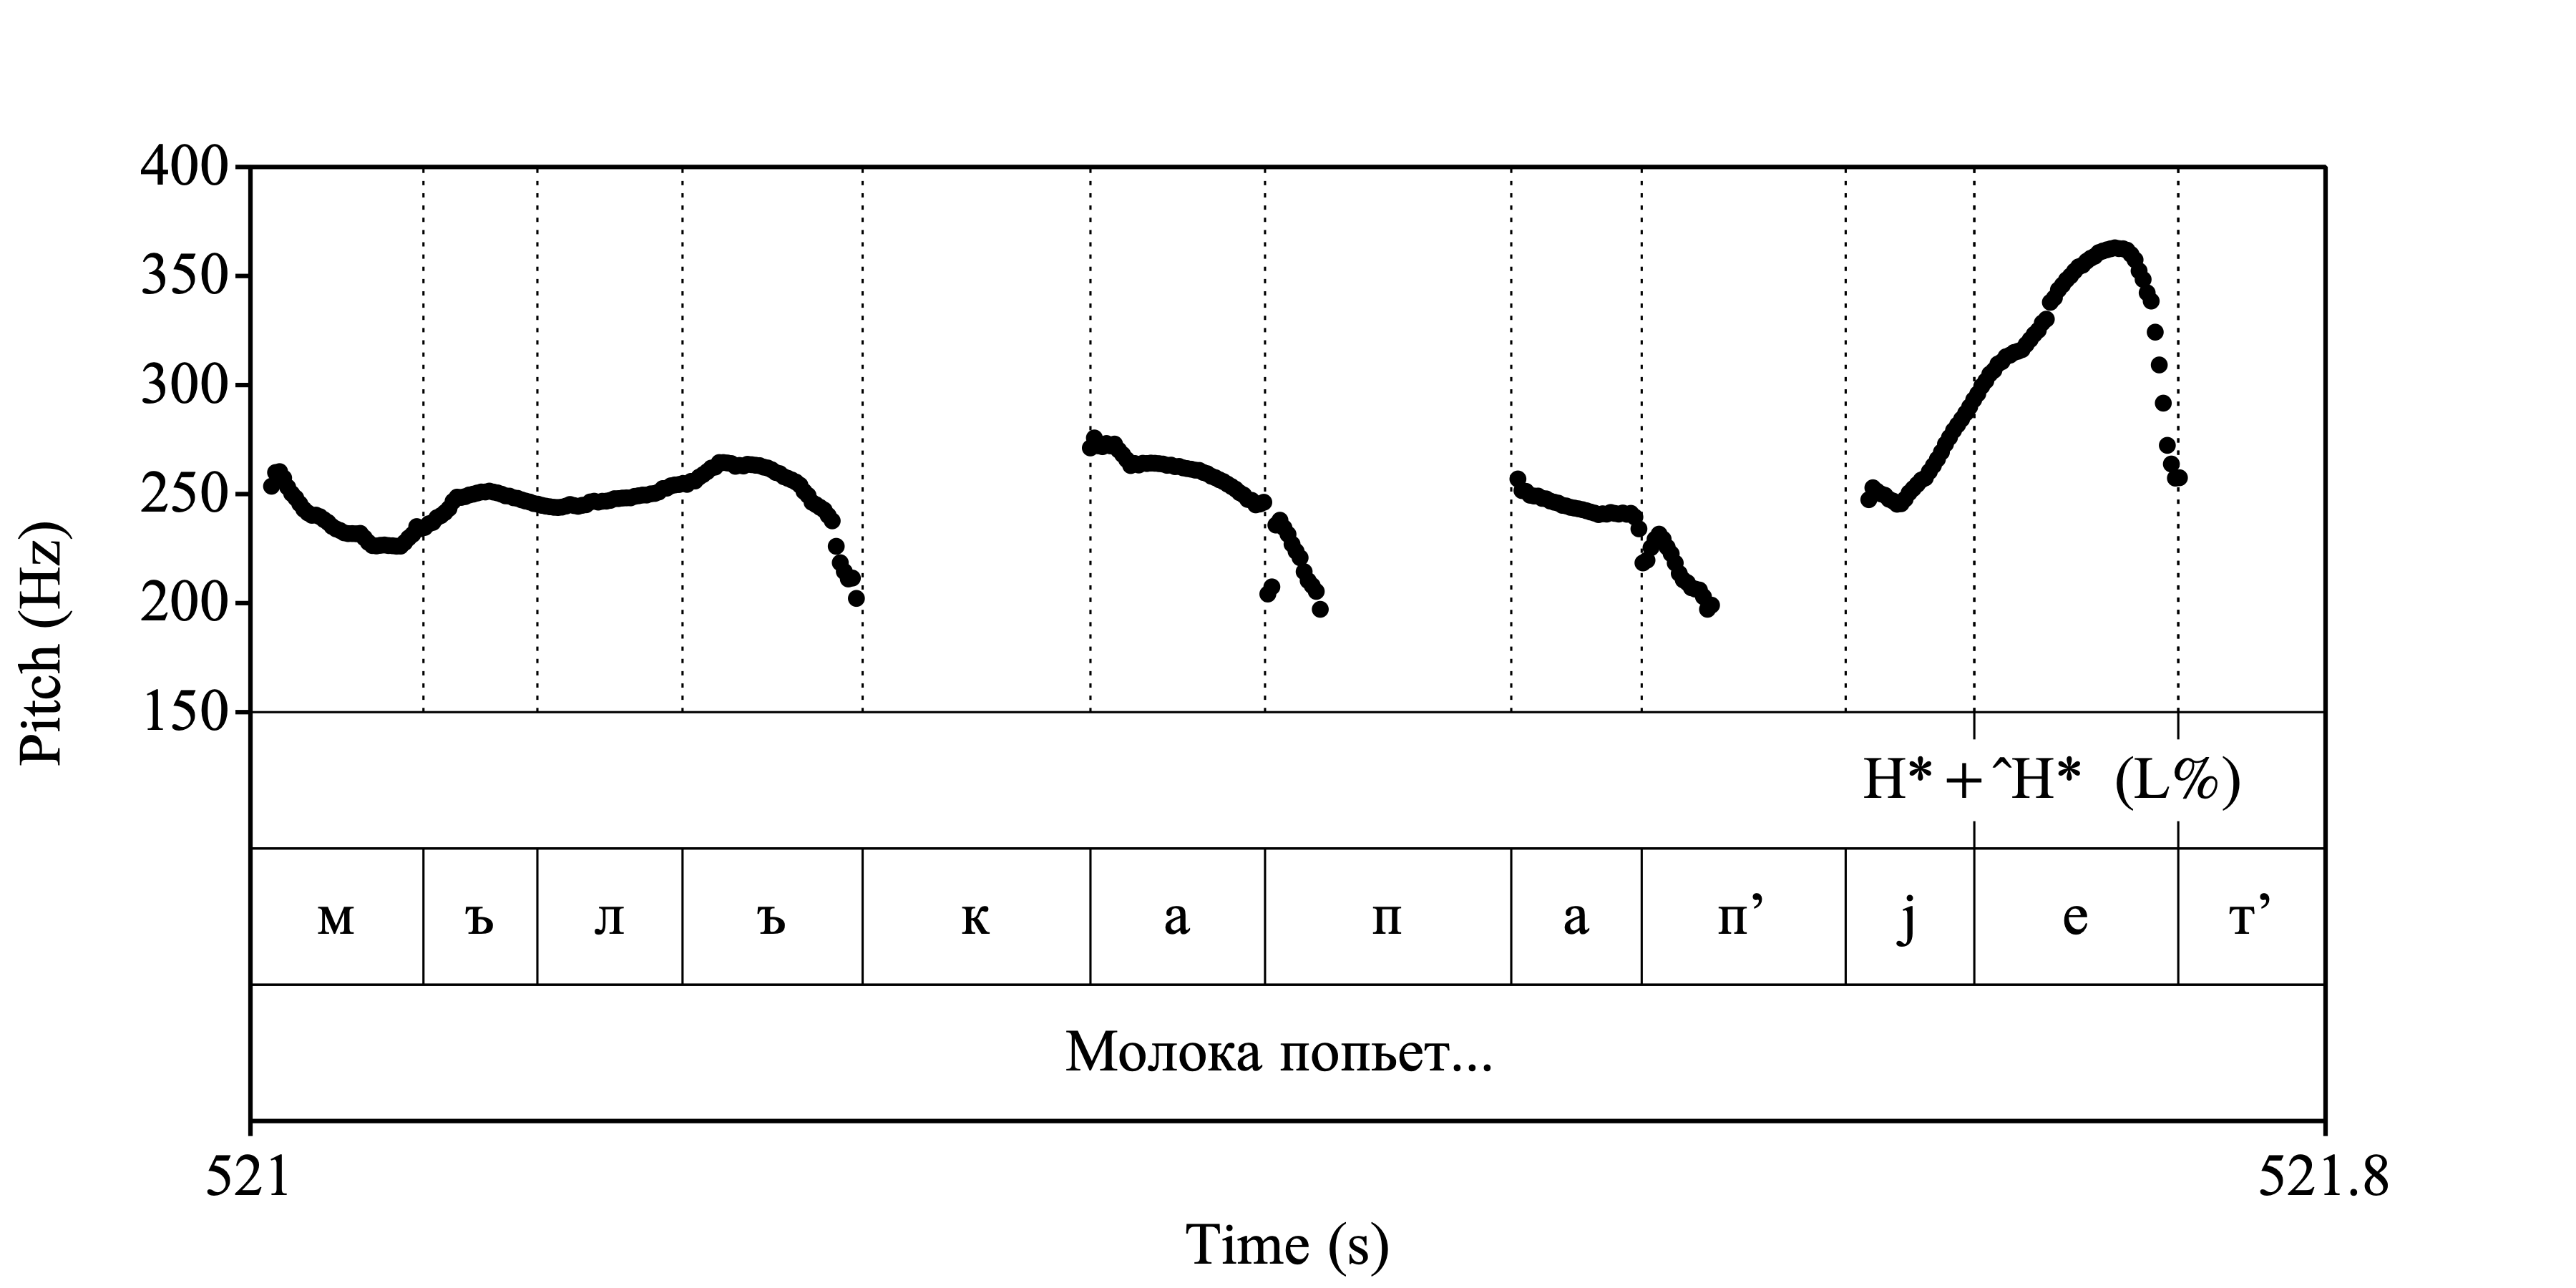 400
350
300
250
200
150
Pitch (Hz)
H* + ˆH* (L%)
м ъ л ъ к а п а п’ j е т’
Молока попьет...
521 521.8
Time (s)